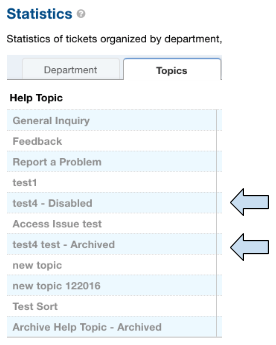 Statistics
Statistics of tickets organized by department,
Department Topics
Help Topic
General Inquiry
Feedback
Report a Problem
test1
test4 - Disabled
Access Issue test
test4 test - Archived
new topic
new topic 122016
Test Sort
Archive Help Topic - Archived